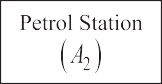 Petrol Station
(A₂)